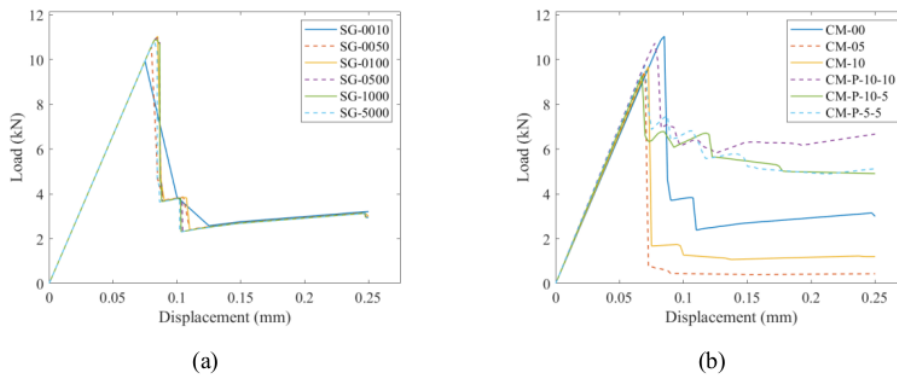 12
10
8
6
4
2
0
Load (kN)
0
0.05
0.1
0.15
0.2
0.25
Displacement (mm)
SG-0010
SG-0050
SG-0100
SG-0500
SG-1000
SG-5000
(a)
12
10
8
6
4
2
0
Load (kN)
0
0.05
0.1
0.15
0.2
0.25
Displacement (mm)
CM-00
CM-05
CM-10
CM-P-10-10
CM-P-10-5
CM-P-5-5
(b)